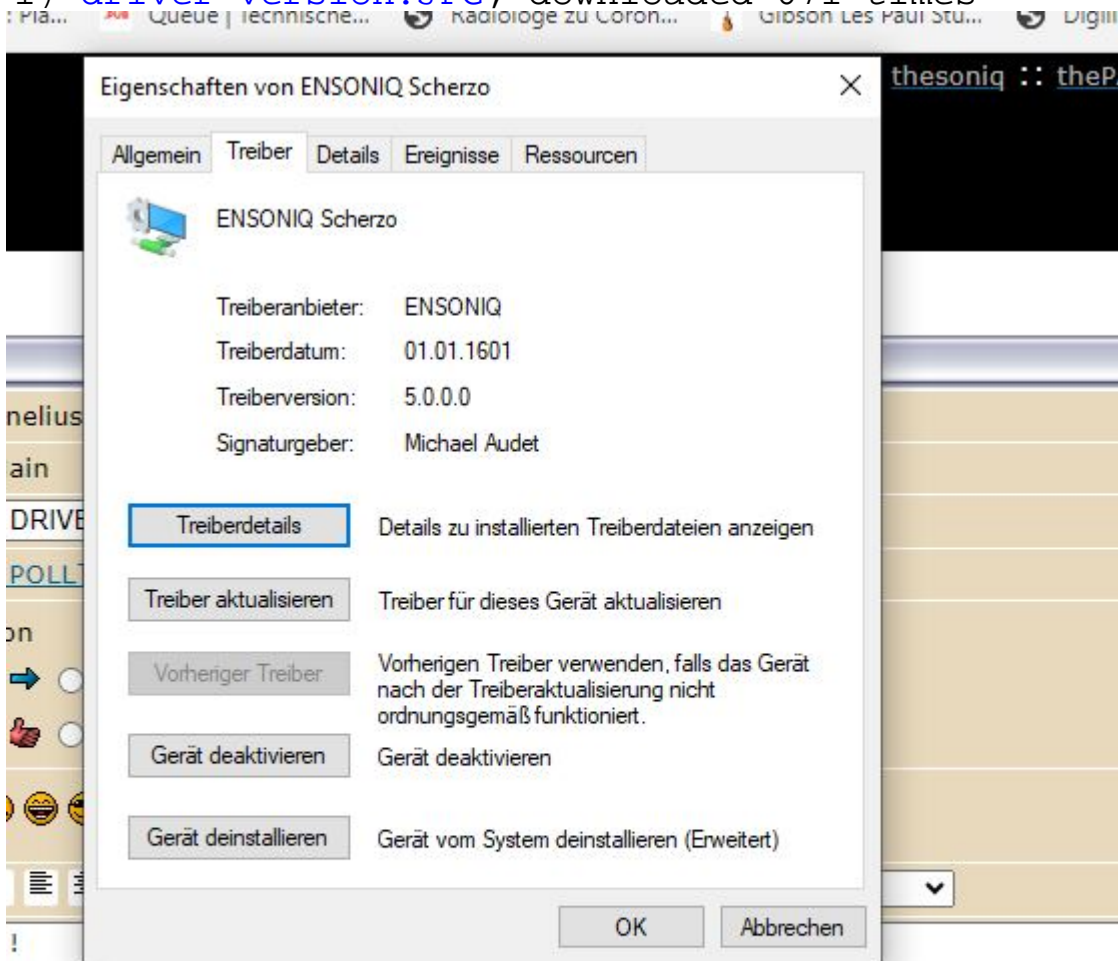 1) driver version.JPG, downloaded 671 times
: Pla... Queue | Technische... Radiologe zu Coron... Gibson Les Paul Stu...
Eigenschaften von ENSONIQ Scherzo
thesoniq :: theP
Allgemein Treiber Details Ereignisse Ressourcen
ENSONIQ Scherzo
Treiberanbieter: ENSONIQ
Treiberdatum: 01.01.1601
Treiberversion: 5.0.0.0
nelius
Signaturgeber: Michael Audet
ain
DRIVE
Treiberdetails Details zu installierten Treiberdateien anzeigen
POLL
Treiber aktualisieren Treiber für dieses Gerät aktualisieren
on
Vorheriger Treiber Vorherigen Treiber verwenden, falls das Gerät
nach der Treiberaktualisierung nicht
ordnungsgemäß funktioniert.
Gerät deaktivieren Gerät deaktivieren
Gerät deinstallieren Gerät vom System deinstallieren (Erweitert)
OK Abbrechen
!